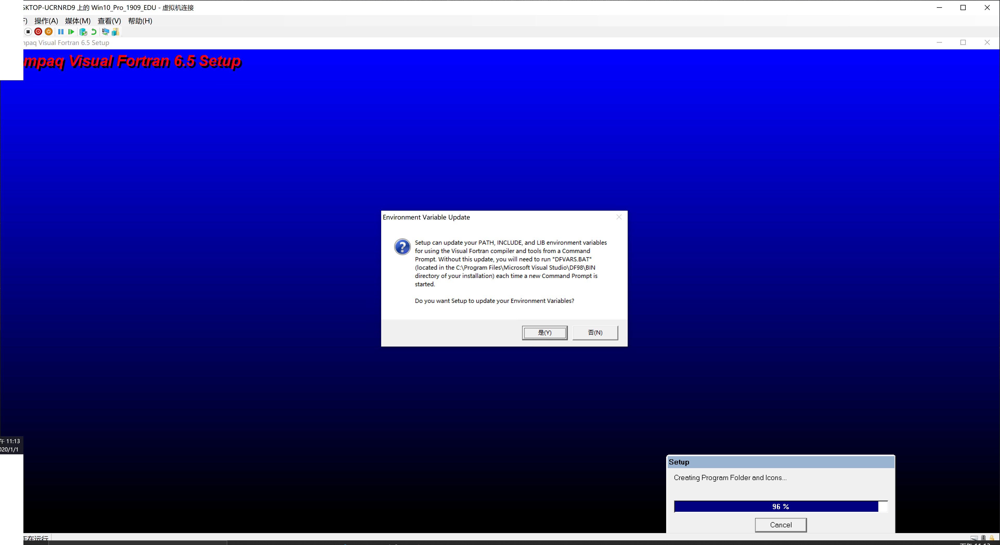 SKTOP-UCRNRD9 上的 Win10_Pro_1909_EDU - 虚拟机连接
F) 操作(A) 媒体(M) 查看(V) 帮助(H)
mpaq Visual Fortran 6.5 Setup
mpaq Visual Fortran 6.5 Setup
Environment Variable Update
Setup can update your PATH, INCLUDE, and LIB environment variables
for using the Visual Fortran compiler and tools from a Command
Prompt. Without this update, you will need to run "DFVARS.BAT"
(located in the C:\Program Files\Microsoft Visual Studio\DF98\BIN
directory of your installation) each time a new Command Prompt is
started.
Do you want Setup to update your Environment Variables?
是(Y) 否(N)
午 11:13
020/1/1
Setup
Creating Program Folder and Icons...
96 %
Cancel
正在运行